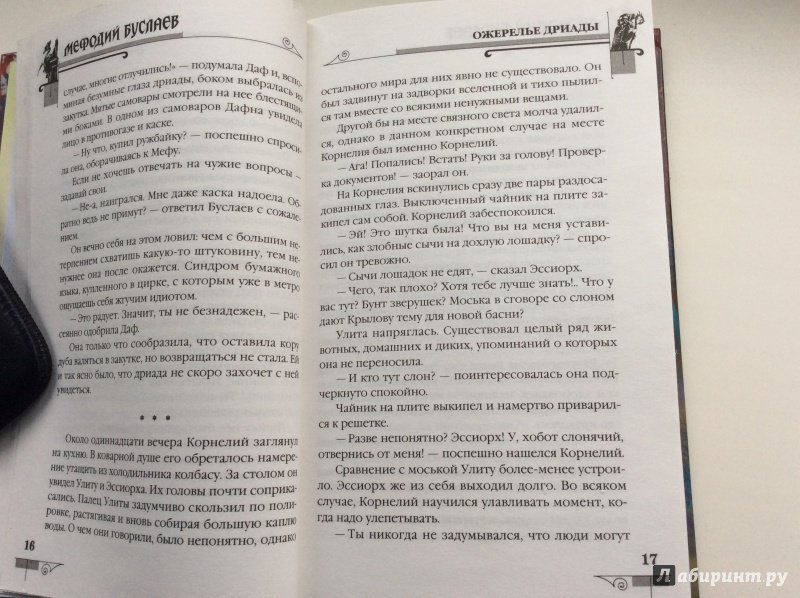 МЕФОДИЙ БУСЛАЕВ
случае, многие отлучились!» — подумала Даф и, вспо-
миная безумные глаза дриады, боком выбралась из
закутка. Мятые самовары смотрели на нее блестящи-
ми боками. В одном из самоваров Дафна увидела
лицо в противогазе и каске.
— Ну что, купил ружбайку? — поспешно спроси-
ла она, оборачиваясь к Мефу.
Если не хочешь отвечать на чужие вопросы —
задавай свои.
— Не-а, наигрался. Мне даже каска надоела. Об-
ратно ведь не примут? — ответил Буслаев с сожале-
нием.
Он вечно себя на этом ловил: чем с большим не-
терпением схватишь какую-то штуковину, тем не-
нужнее она после окажется. Синдром бумажного
языка, купленного в цирке, с которым уже в метро
ощущаешь себя жгучим идиотом.
— Это радует. Значит, ты не безнадежен, — рас-
сеянно одобрила Даф.
Она только что сообразила, что оставила кору
дуба валяться в закутке, но возвращаться не стала. Ей
и так ясно было, что дриада не скоро захочет с ней
увидеться.
* * *
Около одиннадцати вечера Корнелий заглянул
на кухню. В коварной душе его обреталось намере-
ние утащить из холодильника колбасу. За столом он
увидел Улиту и Эссиорха. Их головы почти соприка-
сались. Палец Улиты задумчиво скользил по поли-
ровке, растягивая и вновь собирая большую каплю
воды. О чем они говорили, было непонятно, однако
16
ОЖЕРЕЛЬЕ ДРИАДЫ
остального мира для них явно не существовало. Он
был задвинут на задворки вселенной и тихо пылил-
ся там вместе со всякими ненужными вещами.
Другой бы на месте связного света молча удалил-
ся, однако в данном конкретном случае на месте
Корнелия был именно Корнелий.
— Ага! Попались! Встать! Руки за голову! Провер-
ка документов! — заорал он.
На Корнелия вскинулись сразу две пары раздоса-
дованных глаз. Выключенный чайник на плите за-
кипел сам собой. Корнелий забеспокоился.
— Эй! Это шутка была! Что вы на меня устави-
лись, как злобные сычи на дохлую лошадку? — спро-
сил он тревожно.
— Сычи лошадок не едят, — сказал Эссиорх.
— Чего, так плохо? Хотя тебе лучше знать!.. Что у
вас тут? Бунт зверушек? Моська в сговоре со слоном
дают Крылову тему для новой басни?
Улита напряглась. Существовал целый ряд жи-
вотных, домашних и диких, упоминаний о которых
она не переносила.
— И кто тут слон? — поинтересовалась она под-
черкнуто спокойно.
Чайник на плите выкипел и намертво приварил-
ся к решетке.
— Разве непонятно? Эссиорх! У, хобот слонячий,
отвернись от меня! — поспешно нашелся Корнелий.
Сравнение с моськой Улиту более-менее устрои-
ло. Эссиорх же из себя выходил долго. Во всяком
случае, Корнелий научился улавливать момент, ко-
гда надо улепетывать.
— Ты никогда не задумывался, что люди могут
17
Лабиринт.ру